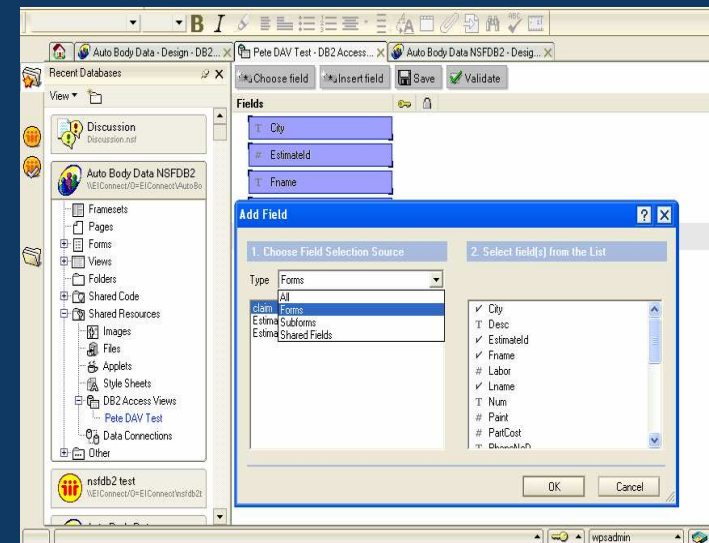 B I
Auto Body Data - Design - DB2...
Pete DAV Test - DB2 Access...
Auto Body Data NSFDB2 - Desig...
Recent Databases
Choose field
Insert field
Save
Validate
View
Fields
Discussion
Discussion.nsf
T City
# EstimateId
T Fname
Auto Body Data NSFDB2
Framesets
Pages
Forms
Views
Folders
Shared Code
Shared Resources
Images
Files
Applets
Style Sheets
DB2 Access Views
Pete DAV Test
Data Connections
Other
nsfdb2 test
Add Field
1. Choose Field Selection Source
2. Select field(s) from the List
Type Forms
All
Forms
Subforms
Shared Fields
claim
Estima
Estima
City
T Desc
EstimateId
Fname
# Labor
Lname
T Num
# Paint
# PartCost
OK
Cancel
wpsadmin